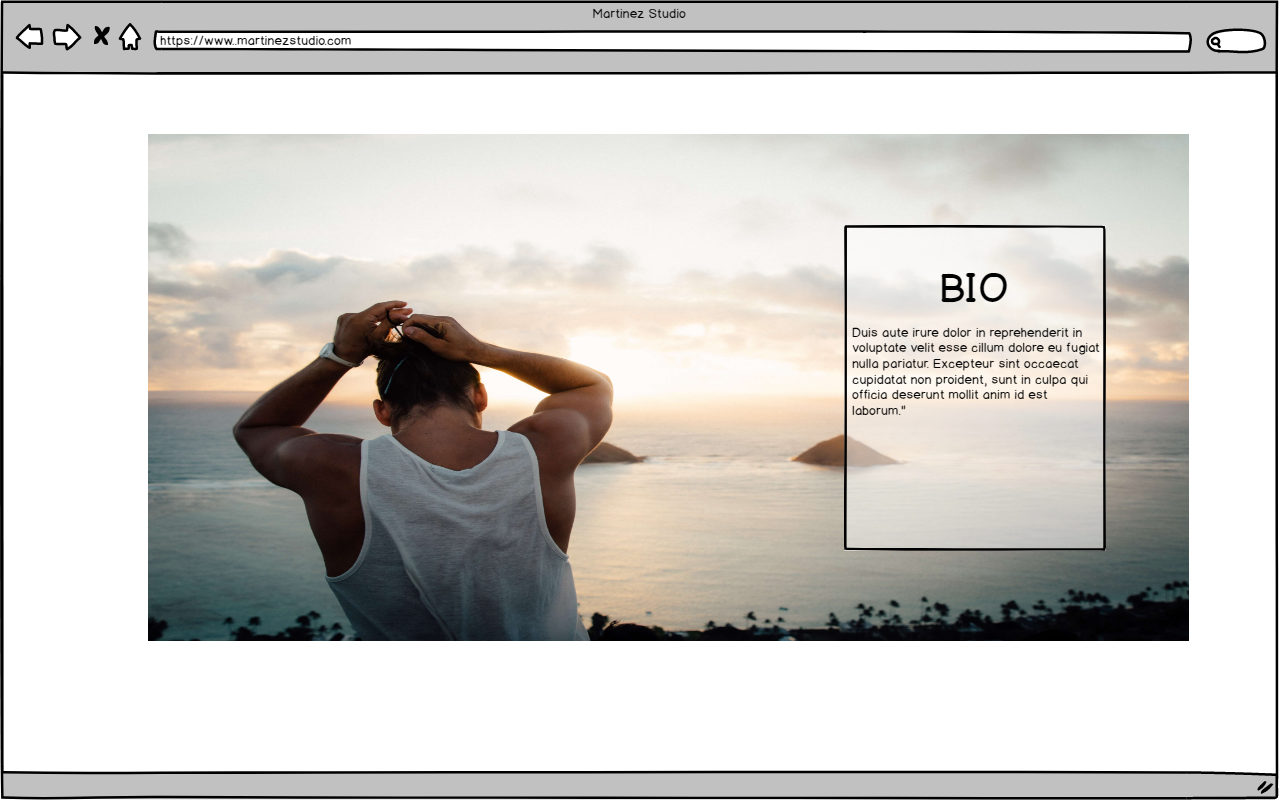 Martinez Studio
https://www..martinezstudio.com
BIO
Duis aute irure dolor in reprehenderit in
voluptate velit esse cillum dolore eu fugiat
nulla pariatur. Excepteur sint occaecat
cupidatat non proident, sunt in culpa qui
officia deserunt mollit anim id est
laborum."